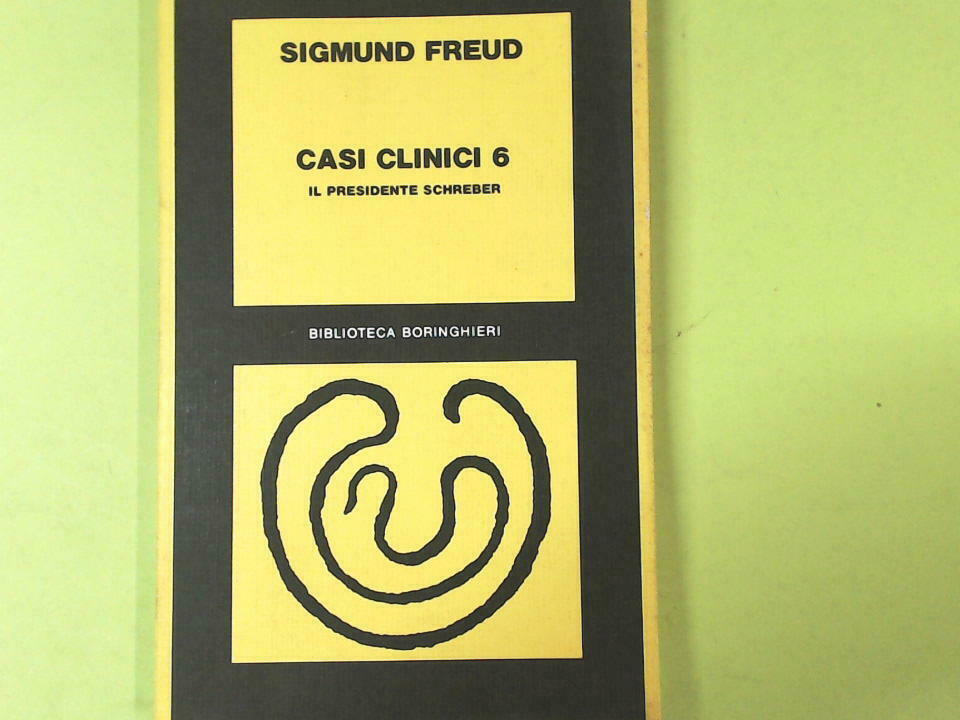 SIGMUND FREUD
CASI CLINICI 6
IL PRESIDENTE SCHREBER
BIBLIOTECA BORINGHIERI